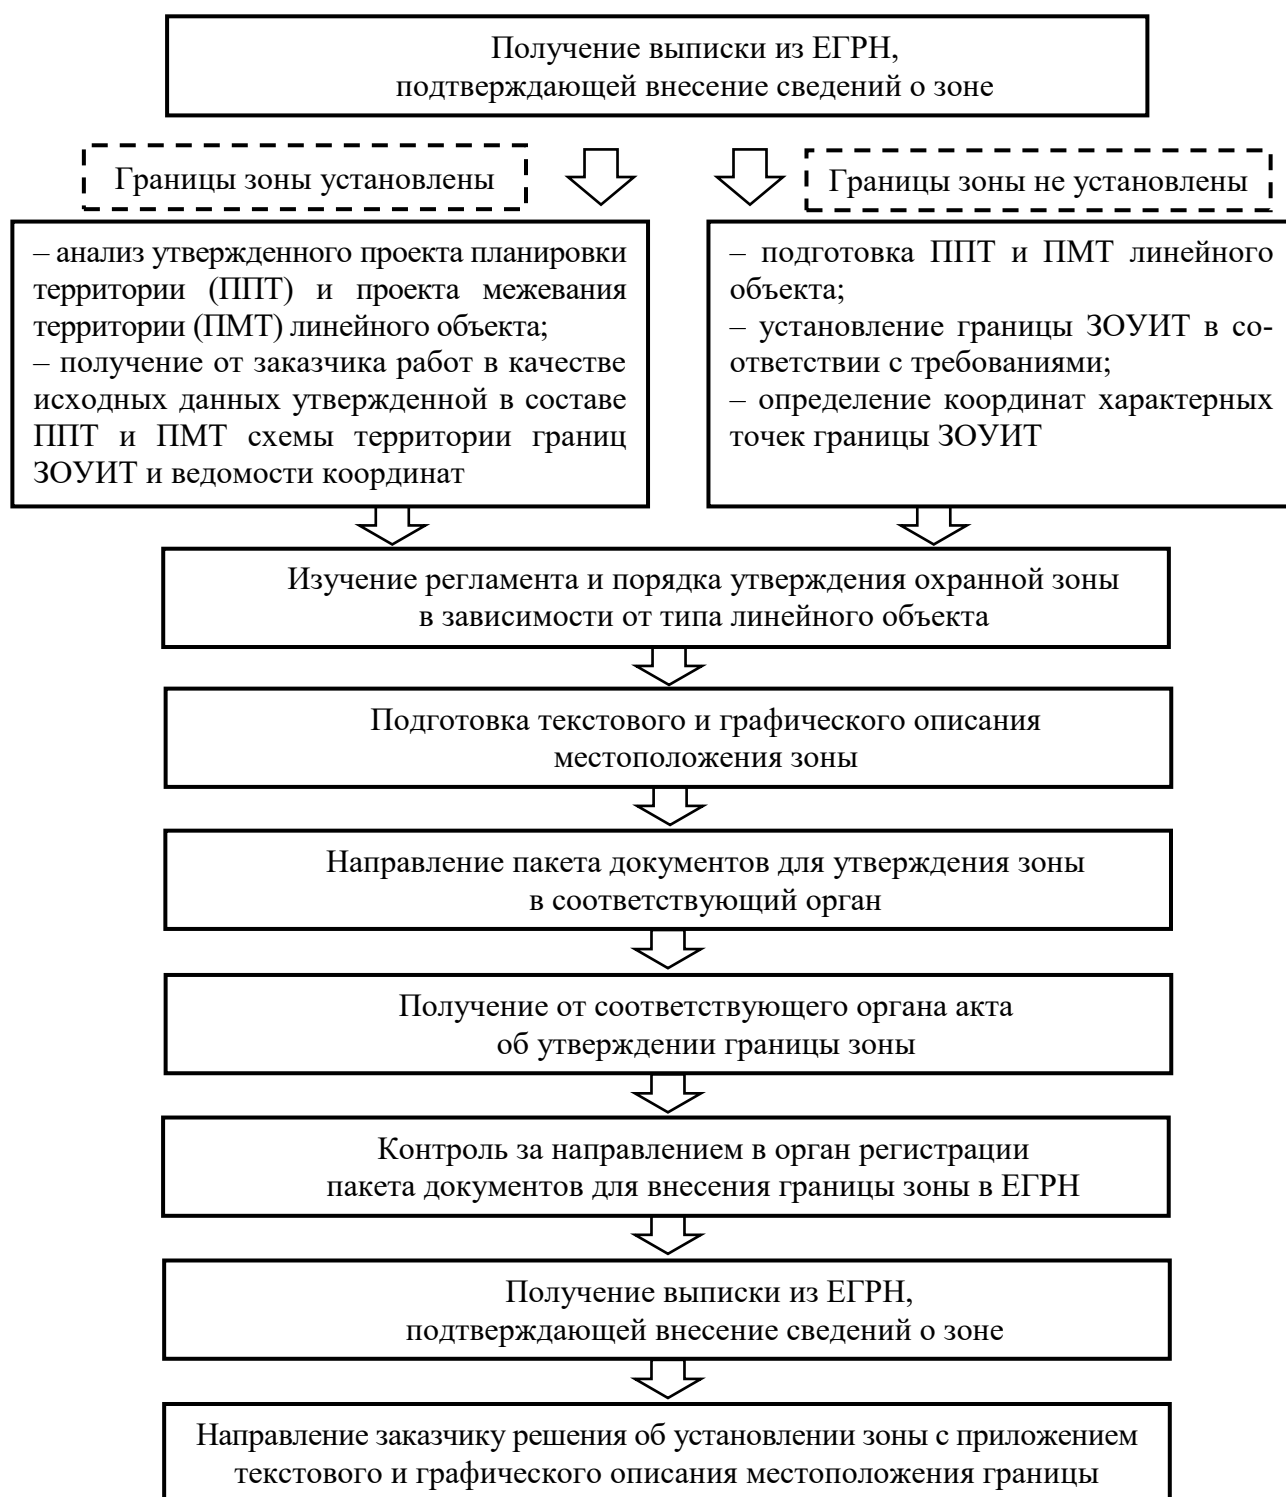 Получение выписки из ЕГРН,
подтверждающей внесение сведений о зоне
Границы зоны установлены
Границы зоны не установлены
– анализ утвержденного проекта планировки
территории (ППТ) и проекта межевания
территории (ПМТ) линейного объекта;
– получение от заказчика работ в качестве
исходных данных утвержденной в составе
ППТ и ПМТ схемы территории границ
ЗОУИТ и ведомости координат
– подготовка ППТ и ПМТ линейного
объекта;
– установление границы ЗОУИТ в со-
ответствии с требованиями;
– определение координат характерных
точек границы ЗОУИТ
Изучение регламента и порядка утверждения охранной зоны
в зависимости от типа линейного объекта
Подготовка текстового и графического описания
местоположения зоны
Направление пакета документов для утверждения зоны
в соответствующий орган
Получение от соответствующего органа акта
об утверждении границы зоны
Контроль за направлением в орган регистрации
пакета документов для внесения границы зоны в ЕГРН
Получение выписки из ЕГРН,
подтверждающей внесение сведений о зоне
Направление заказчику решения об установлении зоны с приложением
текстового и графического описания местоположения границы